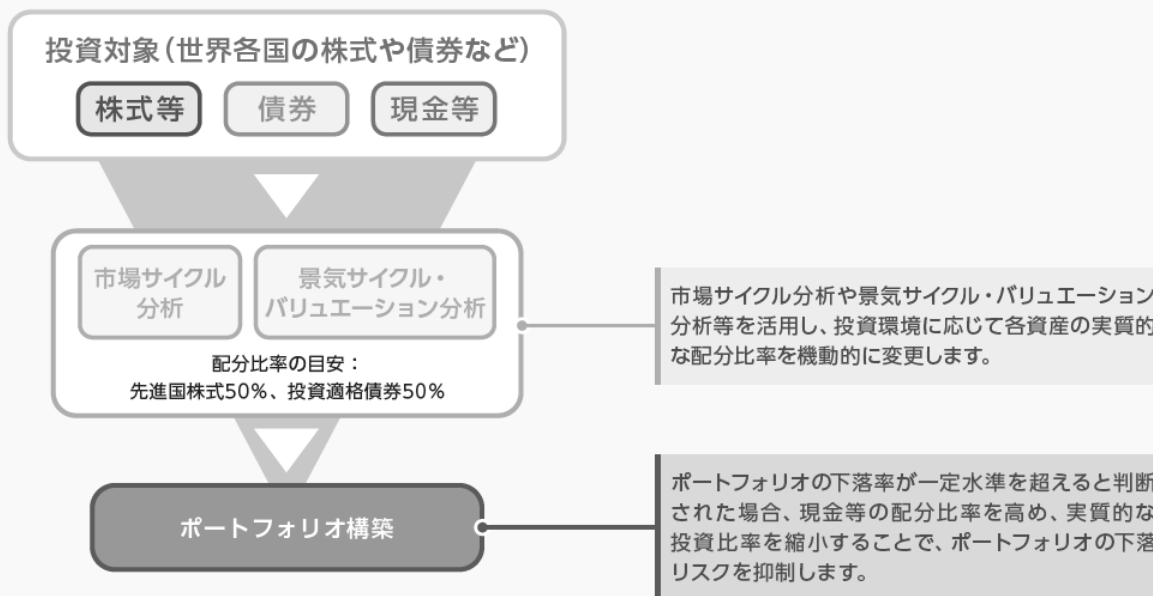 投資対象（世界各国の株式や債券など）
株式等
債券
現金等
市場サイクル
分析
景気サイクル・
バリュエーション分析
配分比率の目安：
先進国株式50％、投資適格債券50％
市場サイクル分析や景気サイクル・バリュエーション
分析等を活用し、投資環境に応じて各資産の実質的
な配分比率を機動的に変更します。
ポートフォリオ構築
ポートフォリオの下落率が一定水準を超えると判断
された場合、現金等の配分比率を高め、実質的な
投資比率を縮小することで、ポートフォリオの下落
リスクを抑制します。